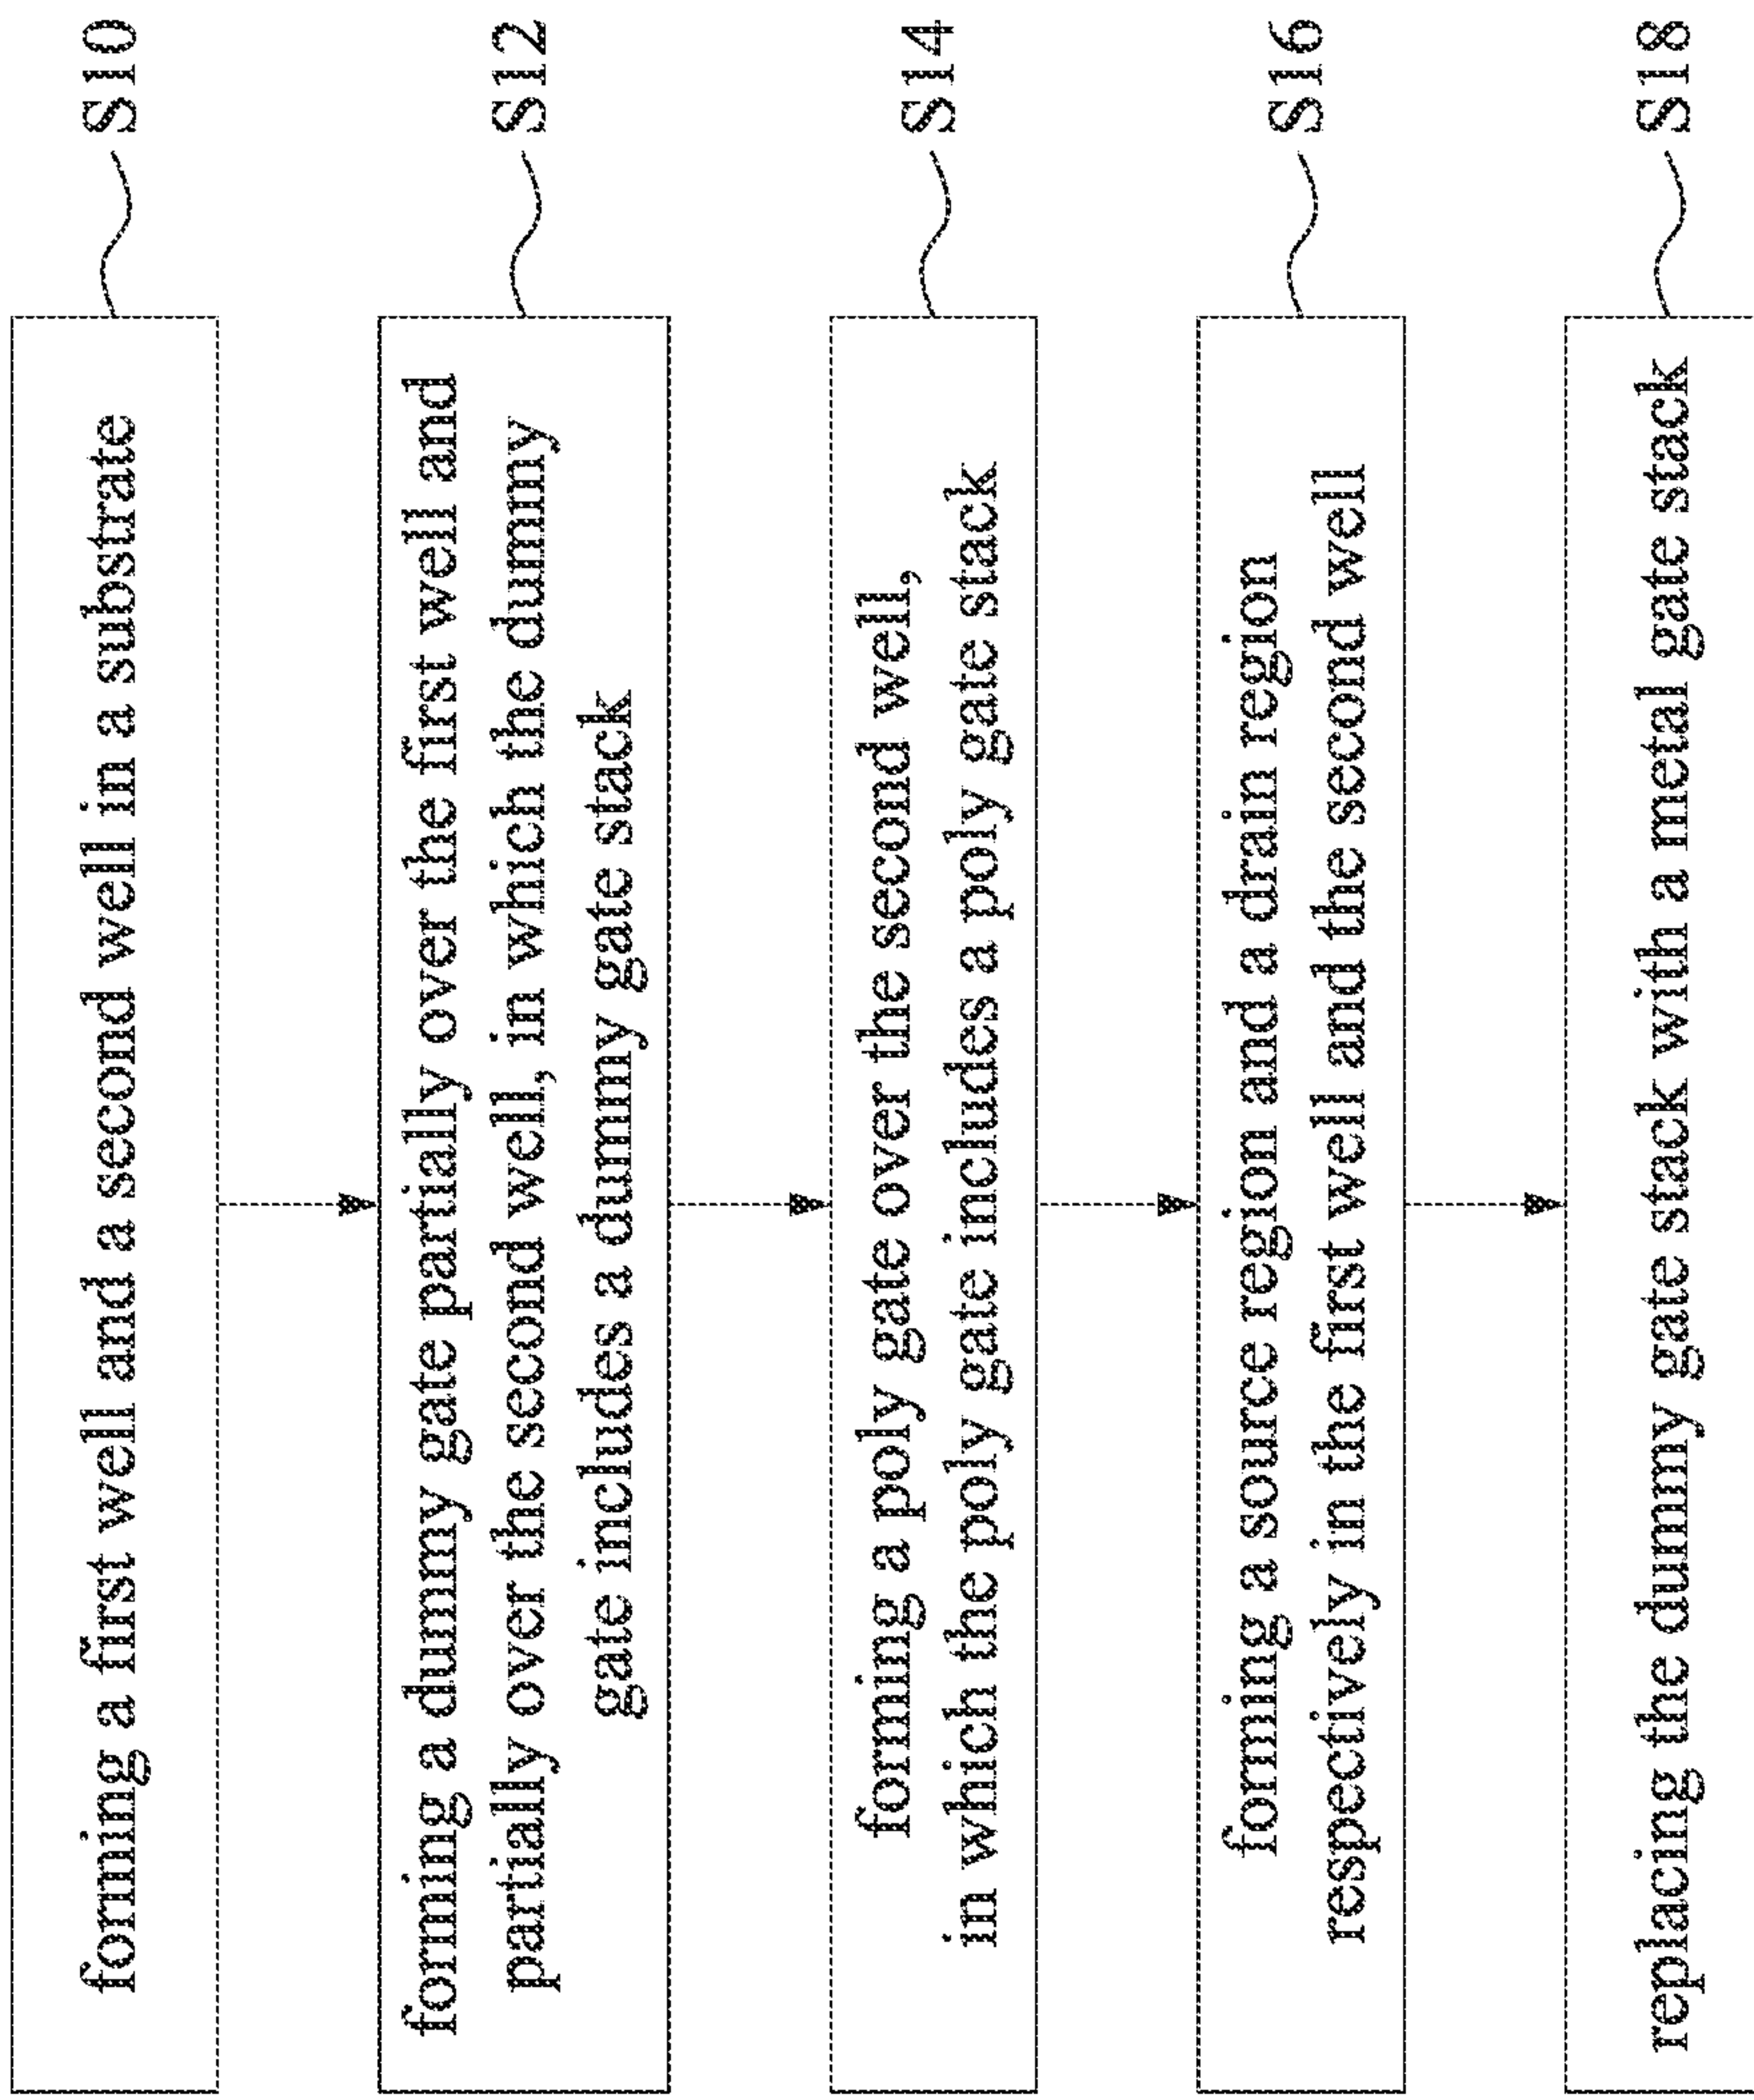 forming a first well and a second well in a substrate
S10
forming a dummy gate partially over the first well and
partially over the second well, in which the dummy
gate includes a dummy gate stack
S12
forming a poly gate over the second well,
in which the poly gate includes a poly gate stack
S14
forming a source region and a drain region
respectively in the first well and the second well
S16
replacing the dummy gate stack with a metal gate stack
S18